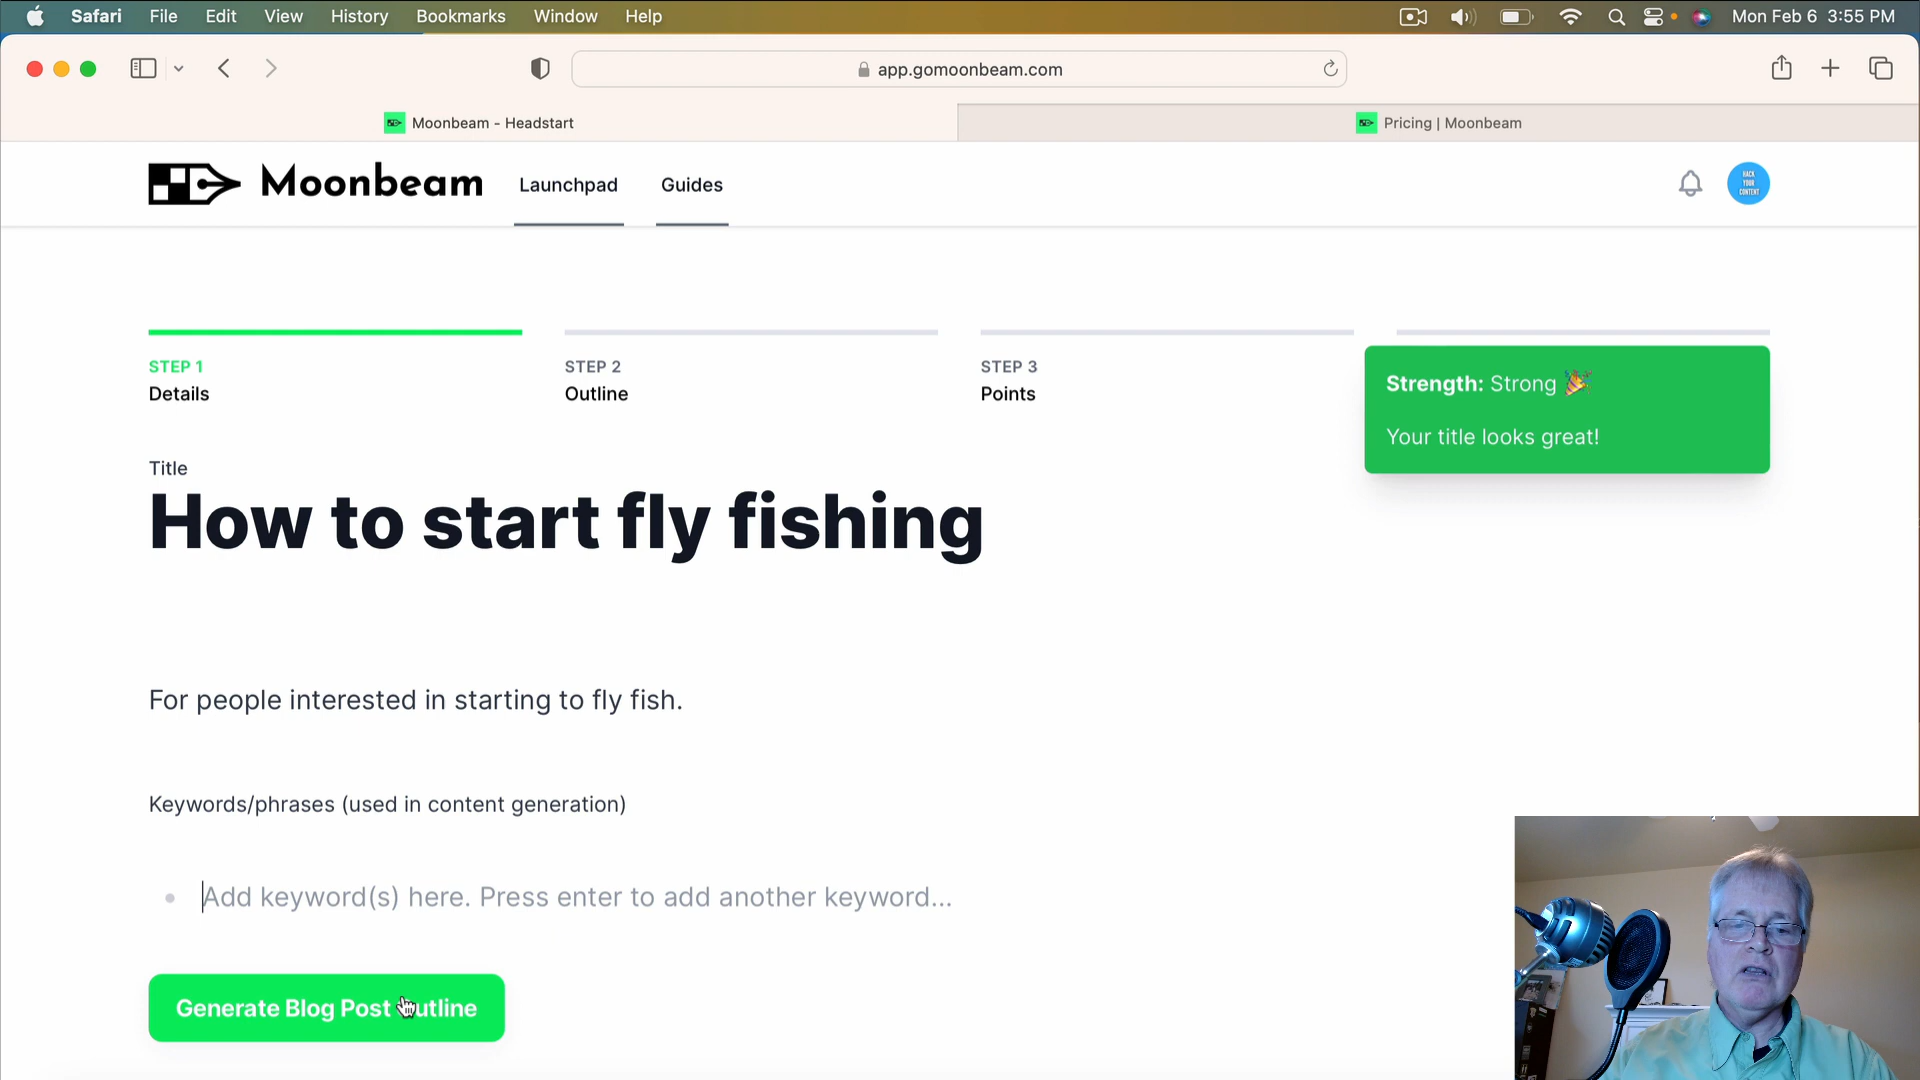 Safari File Edit View History Bookmarks Window Help Mon Feb 6 3:55 PM
app.gomoonbeam.com
Moonbeam - Headstart
Pricing | Moonbeam
Moonbeam Launchpad Guides
HACK
YOUR
CONTENT
STEP 1
Details
STEP 2
Outline
STEP 3
Points
Strength: Strong 🎉
Your title looks great!
Title
How to start fly fishing
For people interested in starting to fly fish.
Keywords/phrases (used in content generation)
Add keyword(s) here. Press enter to add another keyword...
Generate Blog Post Outline